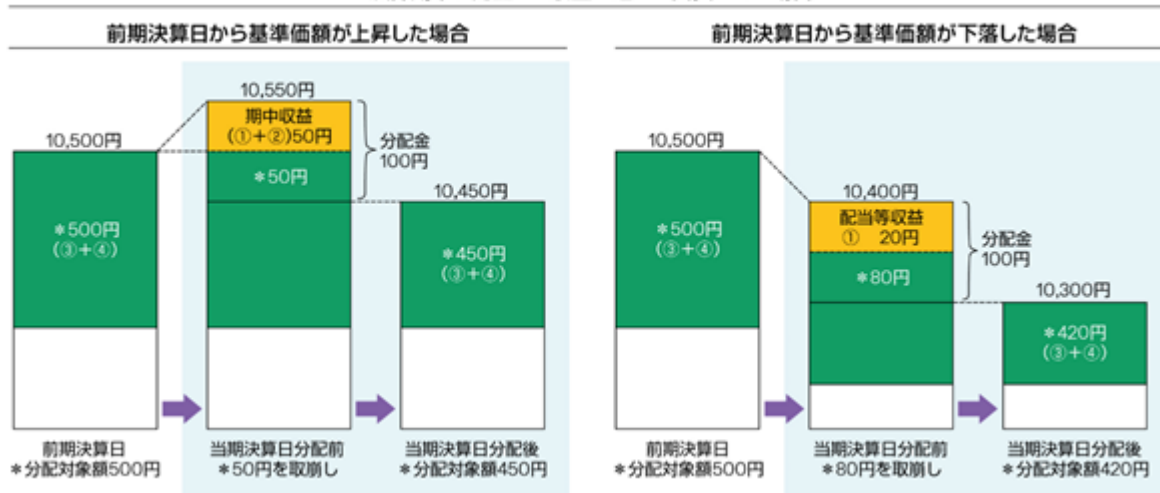 前期決算日から基準価額が上昇した場合
10,550円
期中収益
(①+②)50円
10,500円
分配金
100円
*50円
10,450円
*500円
(③+④)
*450円
(③+④)
前期決算日
*分配対象額500円
当期決算日分配前
*50円を取崩し
当期決算日分配後
*分配対象額450円
前期決算日から基準価額が下落した場合
10,500円
10,400円
配当等収益
① 20円
*500円
(③+④)
分配金
100円
*80円
10,300円
*420円
(③+④)
前期決算日
*分配対象額500円
当期決算日分配前
*80円を取崩し
当期決算日分配後
*分配対象額420円